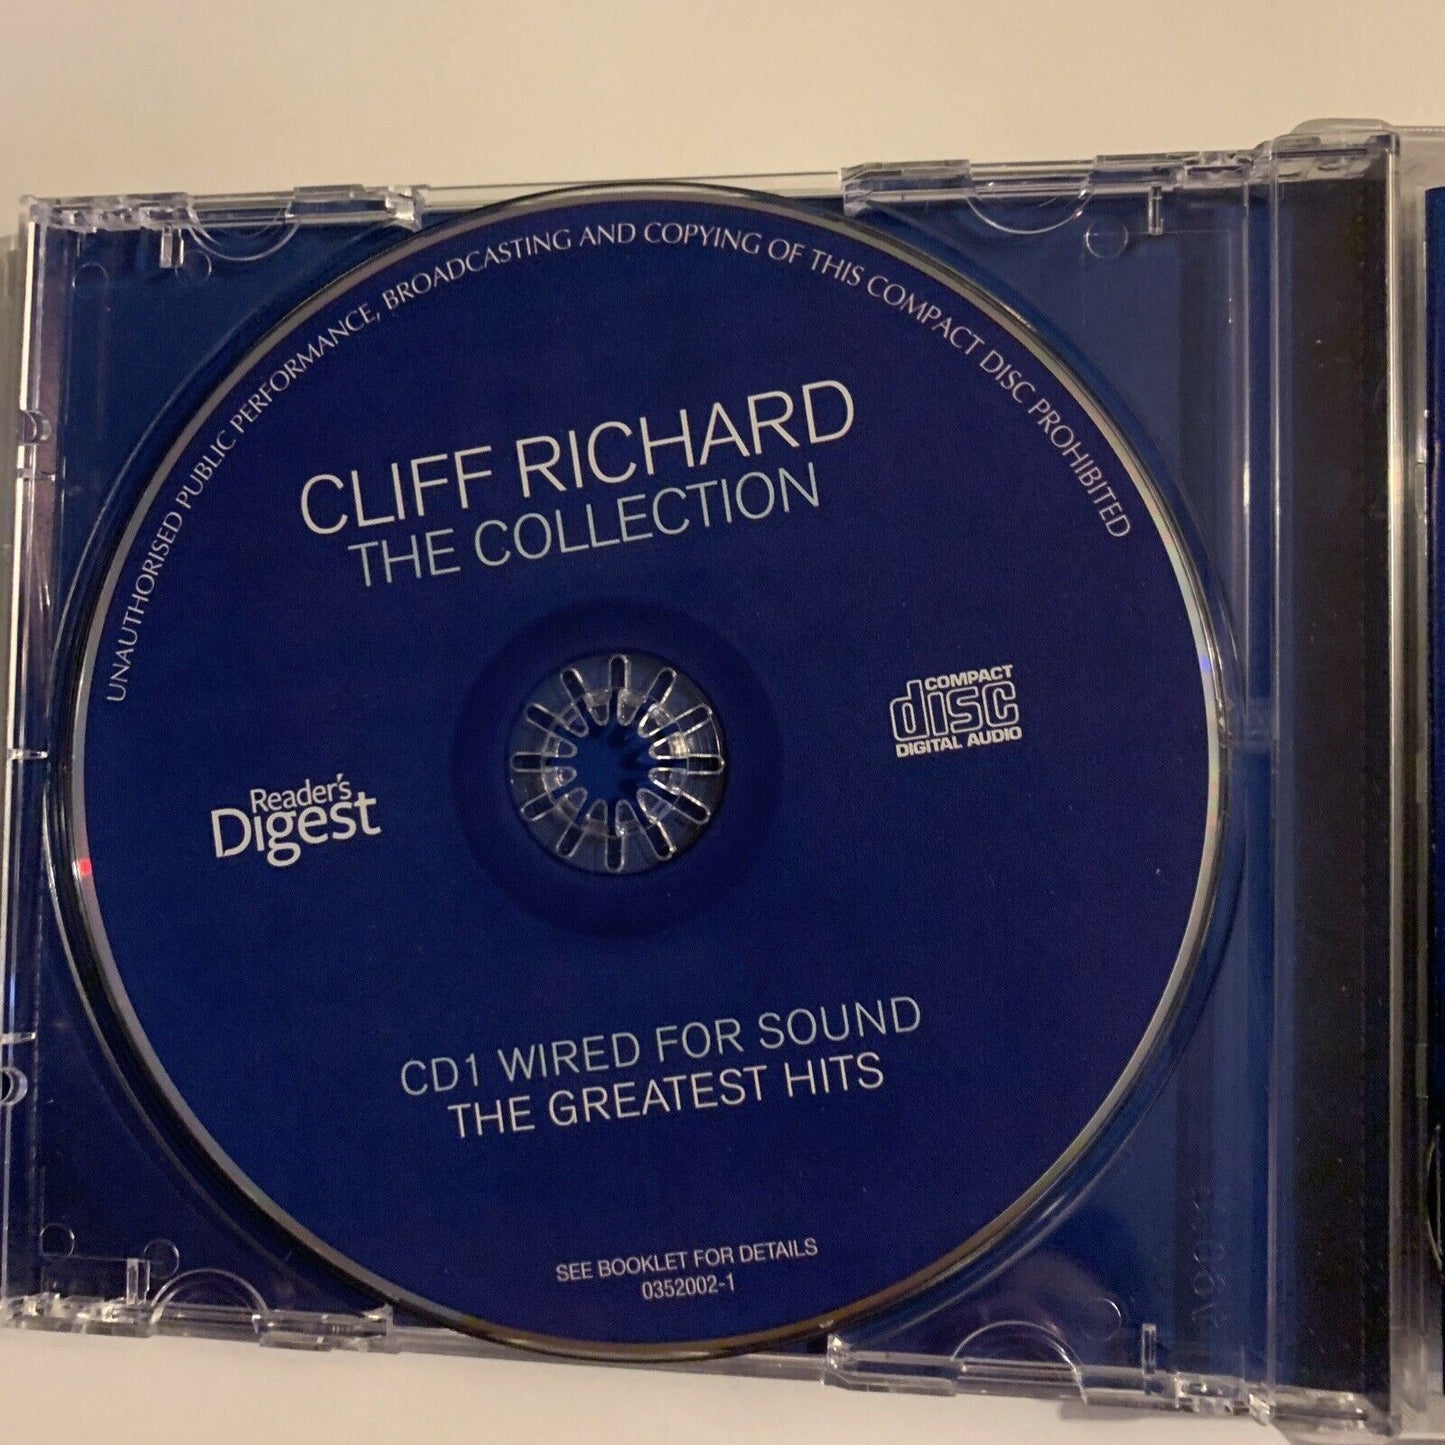 UNAUTHORISED PUBLIC PERFORMANCE, BROADCASTING AND COPYING OF THIS COMPACT DISC PROHIBITED
CLIFF RICHARD
THE COLLECTION
COMPACT
disc
DIGITAL AUDIO
Reader's
Digest
CD1 WIRED FOR SOUND
THE GREATEST HITS
SEE BOOKLET FOR DETAILS
0352002-1